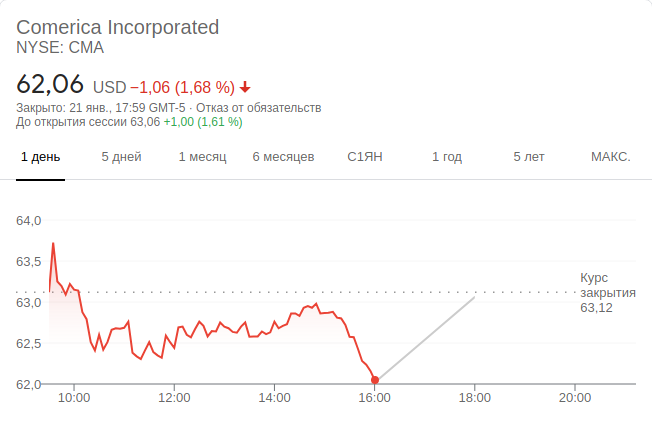 Comerica Incorporated
NYSE: CMA
62,06 USD −1,06 (1,68 %)
Закрыто: 21 янв., 17:59 GMT-5 · Отказ от обязательств
До открытия сессии 63,06 +1,00 (1,61 %)
1 день 5 дней 1 месяц 6 месяцев С1ЯН 1 год 5 лет МАКС.
64,0
63,5
Курс
закрытия
63,12
63,0
62,5
62,0
10:00 12:00 14:00 16:00 18:00 20:00